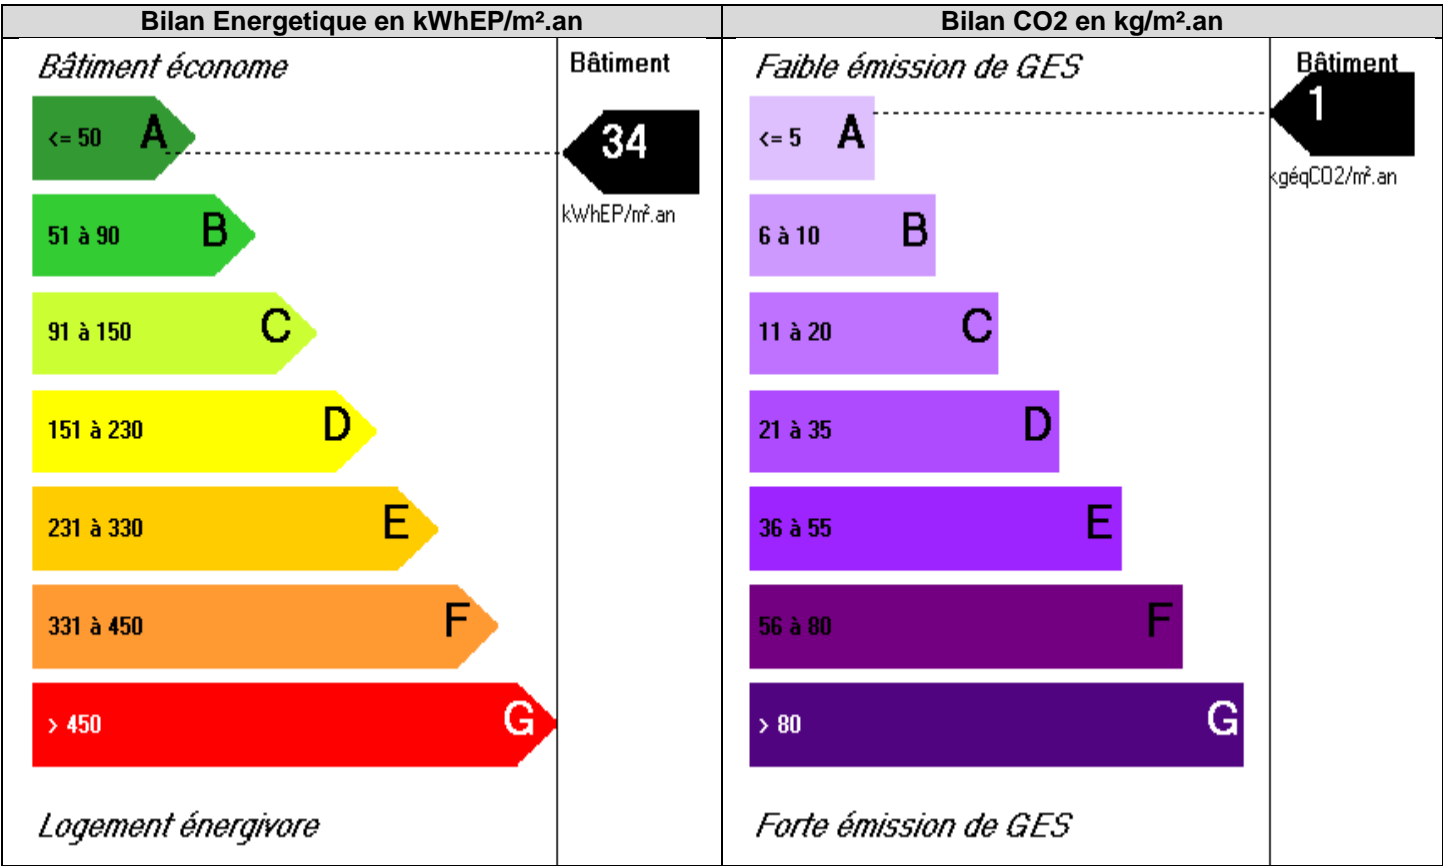 Bilan Energetique en kWhEP/m².an
Bâtiment économe
Bâtiment
<= 50 A
34
kWhEP/m².an
51 à 90 B
91 à 150 C
151 à 230 D
231 à 330 E
331 à 450 F
> 450 G
Logement énergivore
Bilan CO2 en kg/m².an
Faible émission de GES
Bâtiment
<= 5 A
1
kgéqCO2/m².an
6 à 10 B
11 à 20 C
21 à 35 D
36 à 55 E
56 à 80 F
> 80 G
Forte émission de GES